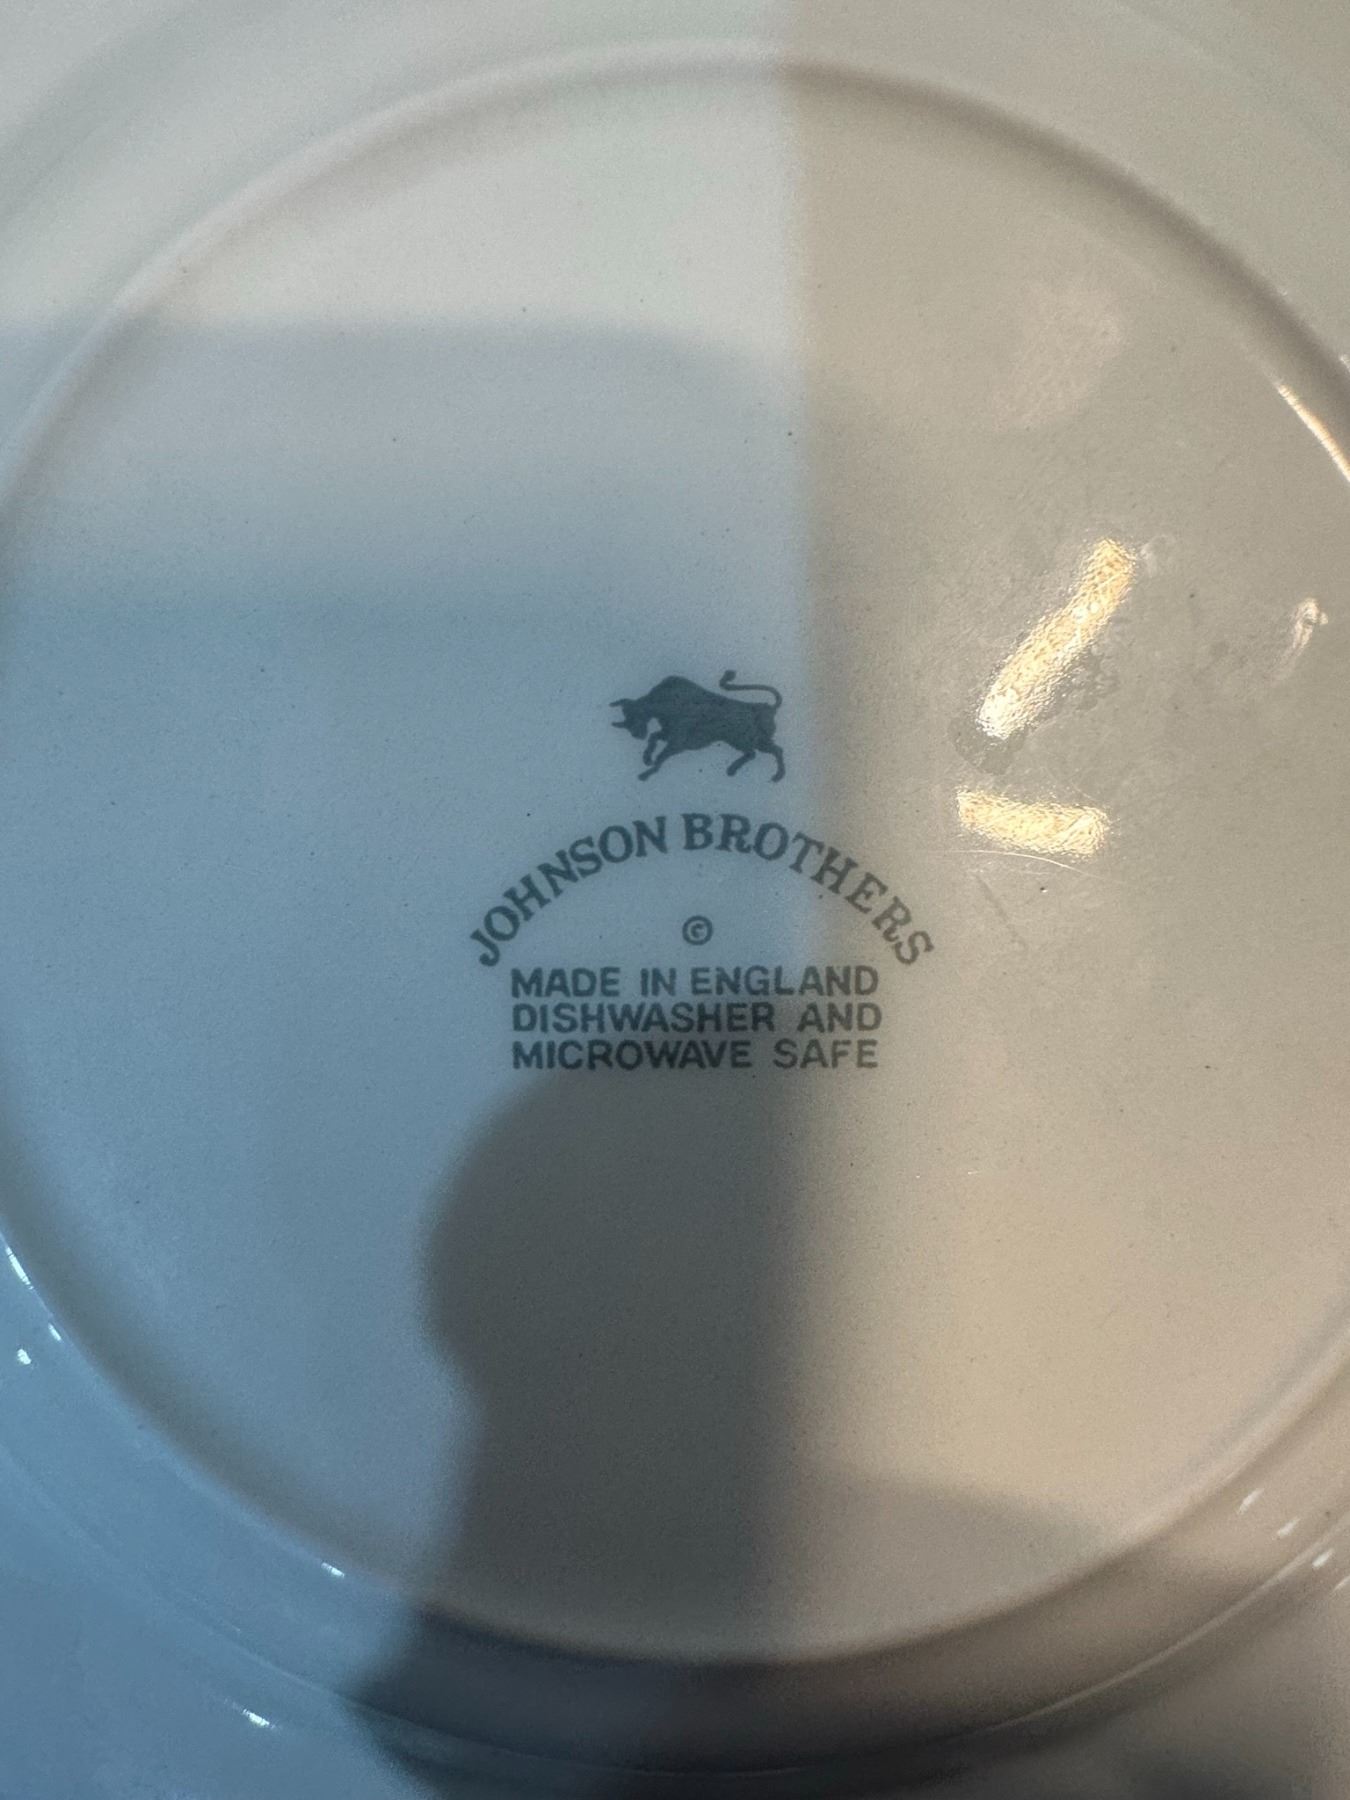 JOHNSON BROTHERS
©
MADE IN ENGLAND
DISHWASHER AND
MICROWAVE SAFE